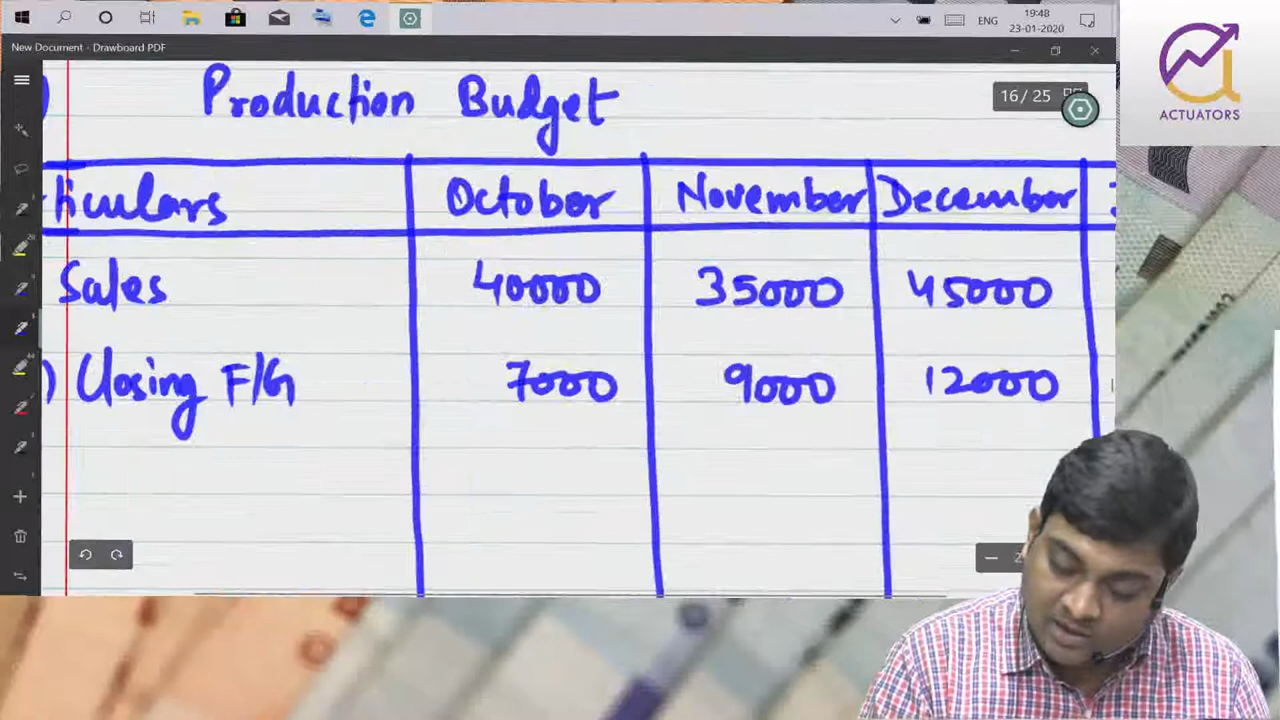 19:48
ENG
23-01-2020
New Document - Drawboard PDF
ACTUATORS
16 / 25
Production Budget
ticulars October November December
Sales 40000 35000 45000
) Closing F/G 7000 9000 12000